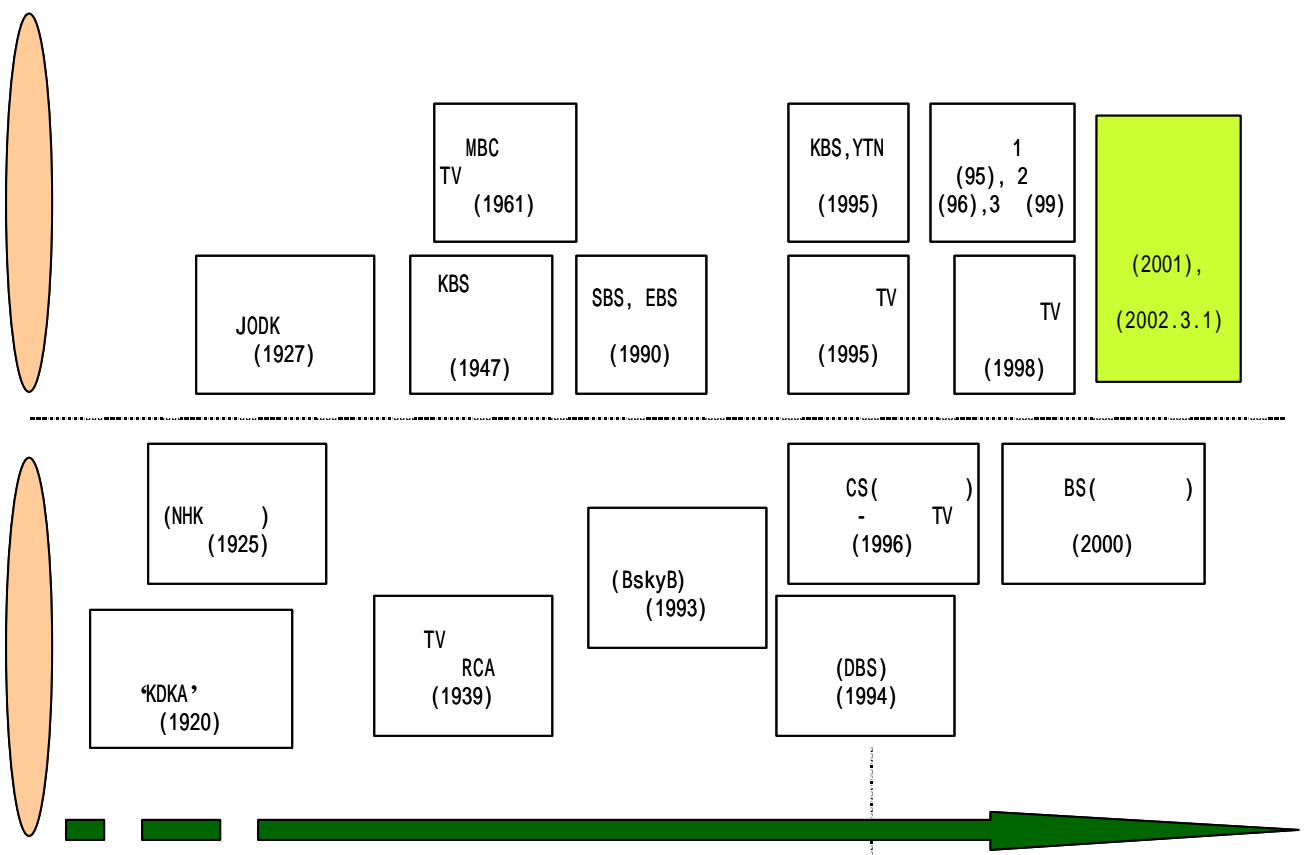 MBC
TV
(1961)
KBS,YTN
(1995)
1
(95), 2
(96),3 (99)
(2001),
(2002.3.1)
JODK
(1927)
KBS
(1947)
SBS, EBS
(1990)
TV
(1995)
TV
(1998)
(NHK )
(1925)
CS( )
- TV
(1996)
BS( )
(2000)
(BskyB)
(1993)
‘KDKA’
(1920)
TV
RCA
(1939)
(DBS)
(1994)